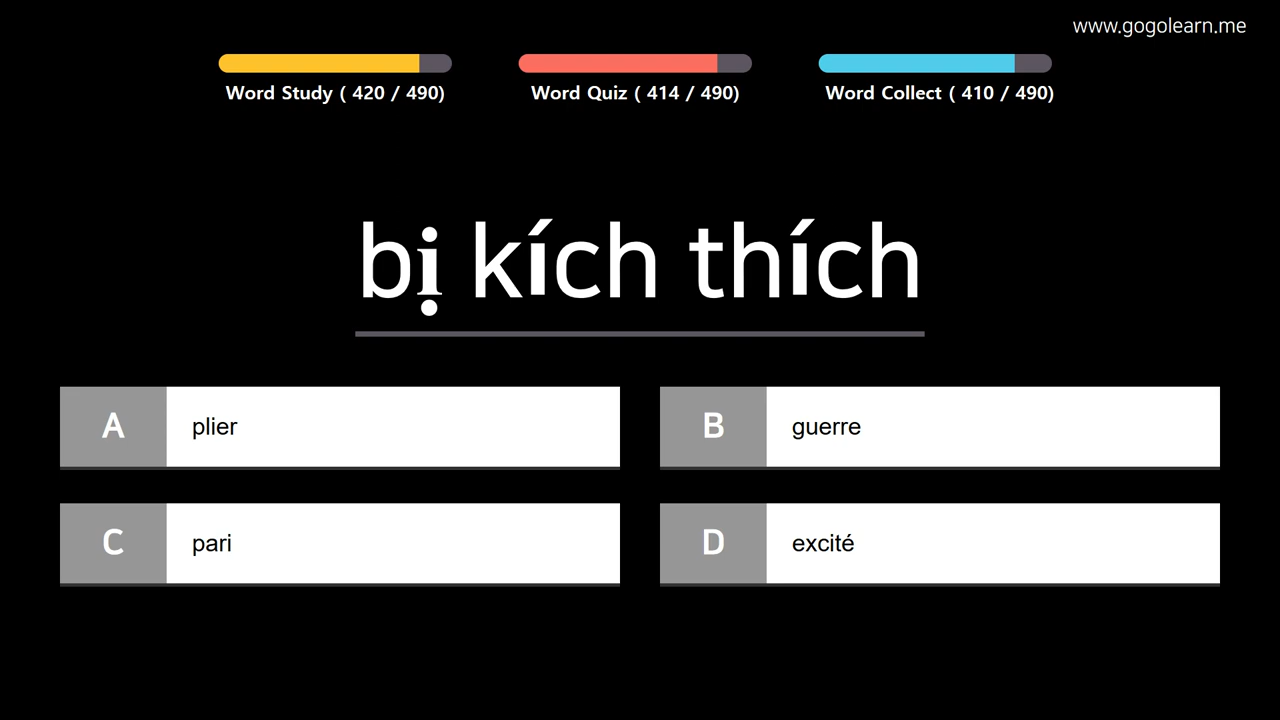 www.gogolearn.me
Word Study ( 420 / 490)
Word Quiz ( 414 / 490)
Word Collect ( 410 / 490)
bị kích thích
A plier
B guerre
C pari
D excité